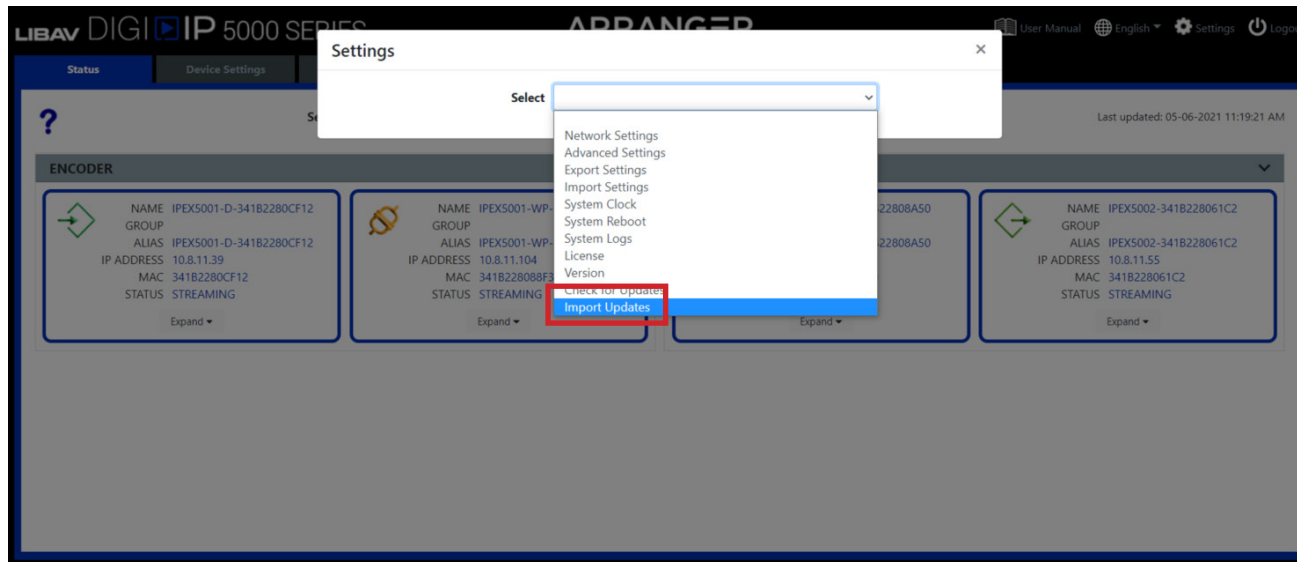 LIBAV DIGI IP 5000 SERIES
ARRANGER
User Manual English Settings Logou
Status Device Settings
Settings ×
Select
Network Settings
Advanced Settings
Export Settings
Import Settings
System Clock
System Reboot
System Logs
License
Version
Check for Updates
Import Updates
? Se
Last updated: 05-06-2021 11:19:21 AM
ENCODER
NAME IPEX5001-D-341B2280CF12
GROUP
ALIAS IPEX5001-D-341B2280CF12
IP ADDRESS 10.8.11.39
MAC 341B2280CF12
STATUS STREAMING
Expand
NAME IPEX5001-WP-
GROUP
ALIAS IPEX5001-WP-
IP ADDRESS 10.8.11.104
MAC 341B228088F3
STATUS STREAMING
Expand
22808A50
22808A50
Expand
NAME IPEX5002-341B228061C2
GROUP
ALIAS IPEX5002-341B228061C2
IP ADDRESS 10.8.11.55
MAC 341B228061C2
STATUS STREAMING
Expand